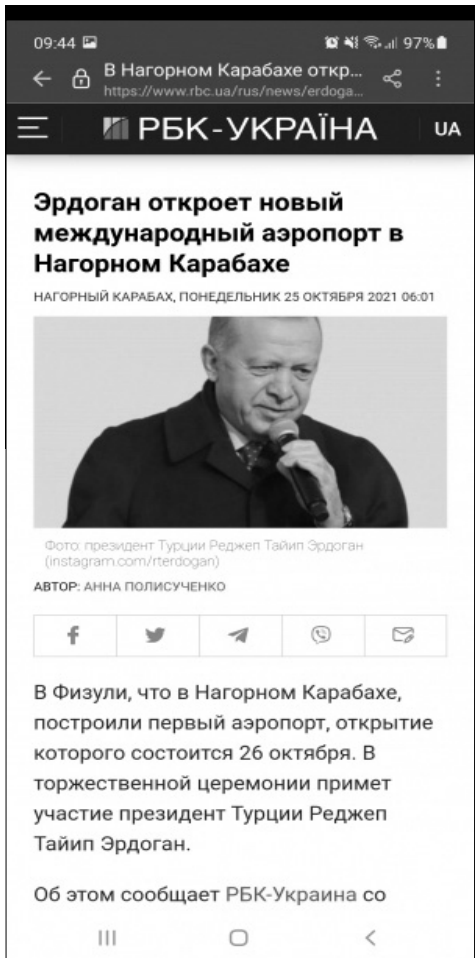 09:44 97%
В Нагорном Карабахе откр...
https://www.rbc.ua/rus/news/erdoga...
РБК-УКРАЇНА UA
Эрдоган откроет новый
международный аэропорт в
Нагорном Карабахе
НАГОРНЫЙ КАРАБАХ, ПОНЕДЕЛЬНИК 25 ОКТЯБРЯ 2021 06:01
Фото: президент Турции Реджеп Тайип Эрдоган
(instagram.com/rterdogan)
АВТОР: АННА ПОЛИСУЧЕНКО
В Физули, что в Нагорном Карабахе,
построили первый аэропорт, открытие
которого состоится 26 октября. В
торжественной церемонии примет
участие президент Турции Реджеп
Тайип Эрдоган.
Об этом сообщает РБК-Украина со